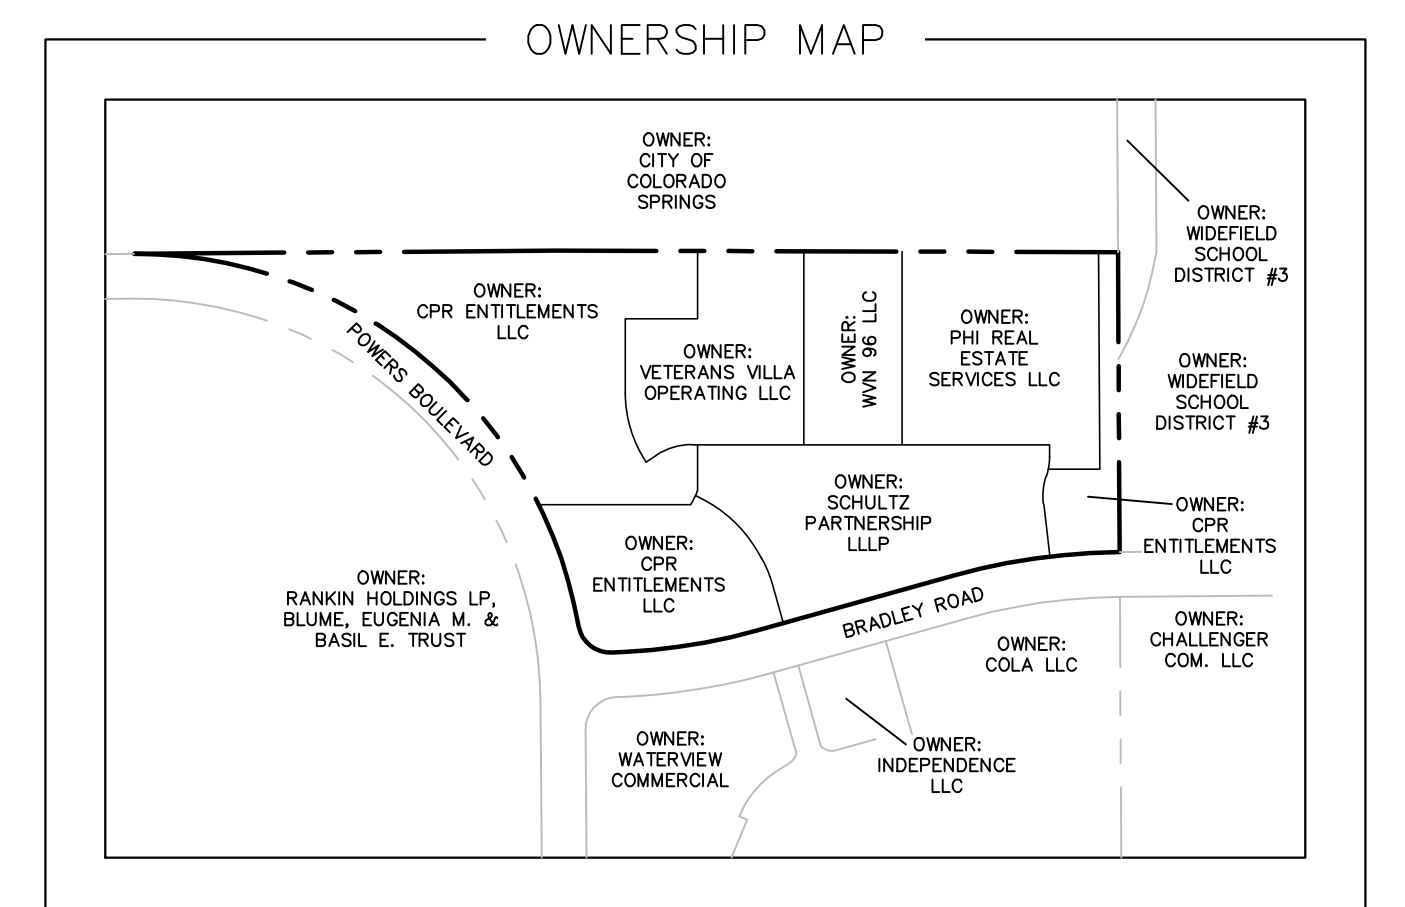 OWNERSHIP MAP
OWNER:
CITY OF
COLORADO
SPRINGS
OWNER:
WIDEFIELD
SCHOOL
DISTRICT #3
OWNER:
CPR ENTITLEMENTS
LLC
OWNER:
VETERANS VILLA
OPERATING LLC
OWNER:
WVN 96 LLC
OWNER:
PHI REAL
ESTATE
SERVICES LLC
OWNER:
WIDEFIELD
SCHOOL
DISTRICT #3
POWERS BOULEVARD
OWNER:
SCHULTZ
PARTNERSHIP
LLLP
OWNER:
CPR
ENTITLEMENTS
LLC
OWNER:
CPR
ENTITLEMENTS
LLC
OWNER:
RANKIN HOLDINGS LP,
BLUME, EUGENIA M. &
BASIL E. TRUST
BRADLEY ROAD
OWNER:
COLA LLC
OWNER:
CHALLENGER
COM. LLC
OWNER:
WATERVIEW
COMMERCIAL
OWNER:
INDEPENDENCE
LLC